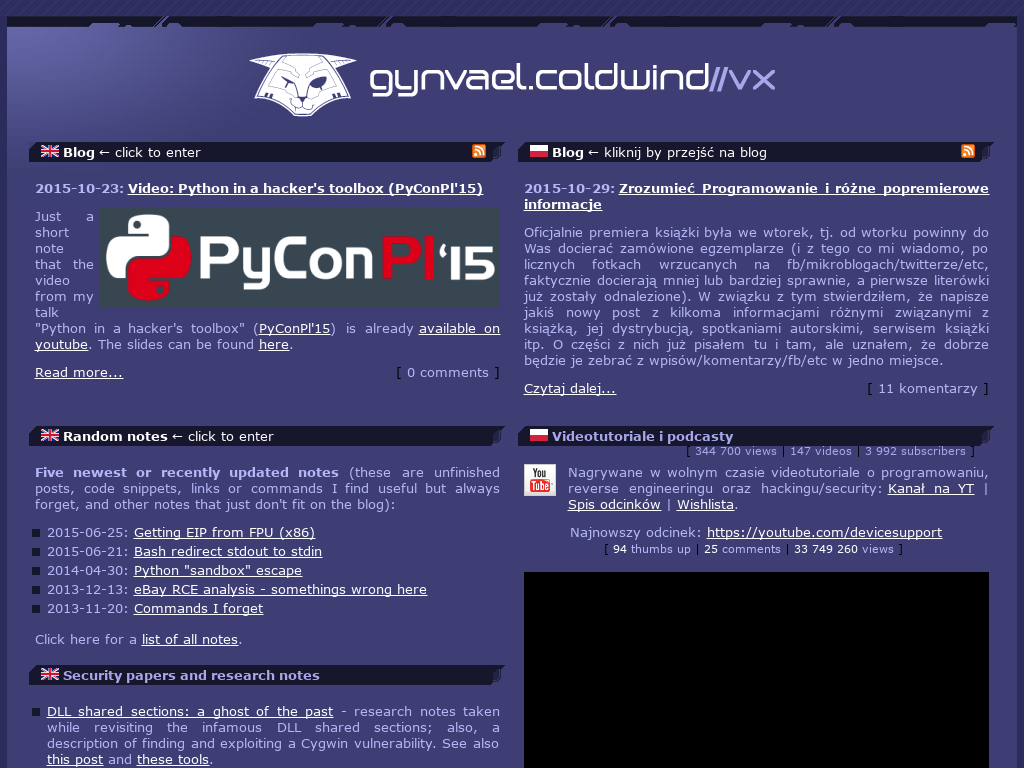 gynvael.coldwind//vx
Blog ← click to enter
2015-10-23: Video: Python in a hacker's toolbox (PyConPl'15)
Just a
short
note
that the
video
from my
talk
PyCon Pl '15
"Python in a hacker's toolbox" (PyConPl'15) is already available on
youtube. The slides can be found here.
Read more...
[ 0 comments ]
Blog ← kliknij by przejść na blog
2015-10-29: Zrozumieć Programowanie i różne popremierowe
informacje
Oficjalnie premiera książki była we wtorek, tj. od wtorku powinny do
Was docierać zamówione egzemplarze (i z tego co mi wiadomo, po
licznych fotkach wrzucanych na fb/mikroblogach/twitterze/etc,
faktycznie docierają mniej lub bardziej sprawnie, a pierwsze literówki
już zostały odnalezione). W związku z tym stwierdziłem, że napisze
jakiś nowy post z kilkoma informacjami różnymi związanymi z
książką, jej dystrybucją, spotkaniami autorskimi, serwisem książki
itp. O części z nich już pisałem tu i tam, ale uznałem, że dobrze
będzie je zebrać z wpisów/komentarzy/fb/etc w jedno miejsce.
Czytaj dalej...
[ 11 komentarzy ]
Random notes ← click to enter
Five newest or recently updated notes (these are unfinished
posts, code snippets, links or commands I find useful but always
forget, and other notes that just don't fit on the blog):
2015-06-25: Getting EIP from FPU (x86)
2015-06-21: Bash redirect stdout to stdin
2014-04-30: Python "sandbox" escape
2013-12-13: eBay RCE analysis - somethings wrong here
2013-11-20: Commands I forget
Click here for a list of all notes.
Videotutoriale i podcasty
[ 344 700 views | 147 videos | 3 992 subscribers ]
You
Tube
Nagrywane w wolnym czasie videotutoriale o programowaniu,
reverse engineeringu oraz hackingu/security: Kanał na YT |
Spis odcinków | Wishlista.
Najnowszy odcinek: https://youtube.com/devicesupport
[ 94 thumbs up | 25 comments | 33 749 260 views ]
Security papers and research notes
DLL shared sections: a ghost of the past - research notes taken
while revisiting the infamous DLL shared sections; also, a
description of finding and exploiting a Cygwin vulnerability. See also
this post and these tools.